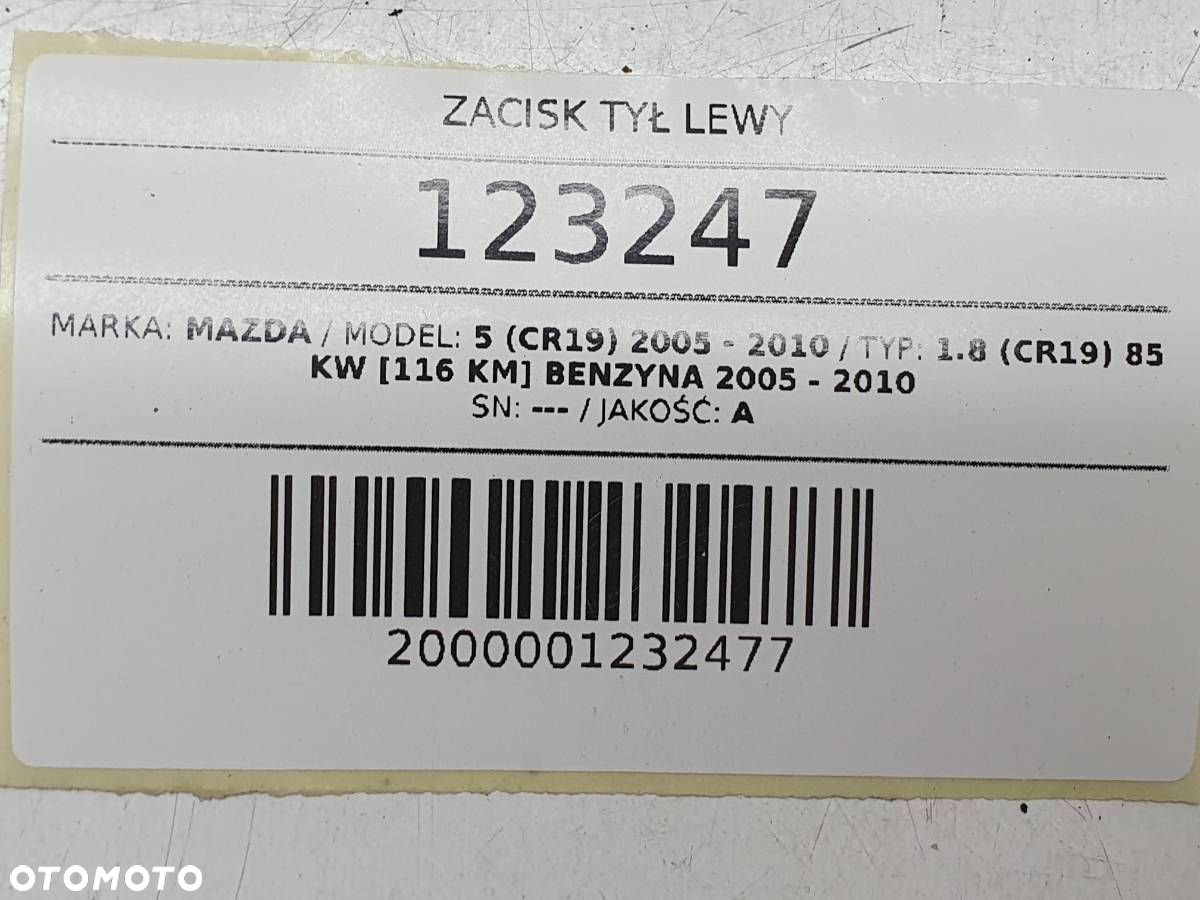 ZACISK TYŁ LEWY
123247
MARKA: MAZDA / MODEL: 5 (CR19) 2005 - 2010 / TYP: 1.8 (CR19) 85
KW [116 KM] BENZYNA 2005 - 2010
SN: --- / JAKOŚĆ: A
2000001232477
OTOMOTO